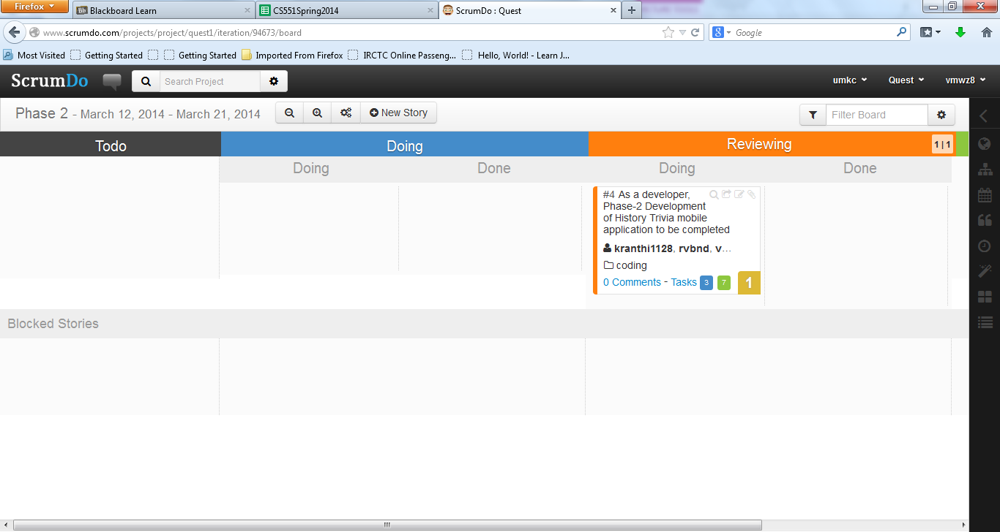 Firefox
Blackboard Learn
CS551Spring2014
ScrumDo : Quest
www.scrumdo.com/projects/project/quest1/iteration/94673/board
Google
Most Visited
Getting Started
Getting Started
Imported From Firefox
IRCTC Online Passeng...
Hello, World! - Learn J...
ScrumDo
Search Project
umkc
Quest
vmwz8
Phase 2 - March 12, 2014 - March 21, 2014
New Story
Filter Board
Todo
Doing
Reviewing
1 | 1
Doing
Done
Doing
Done
#4 As a developer,
Phase-2 Development
of History Trivia mobile
application to be completed
kranthi1128, rvbnd, v...
coding
0 Comments - Tasks 3 7 1
Blocked Stories